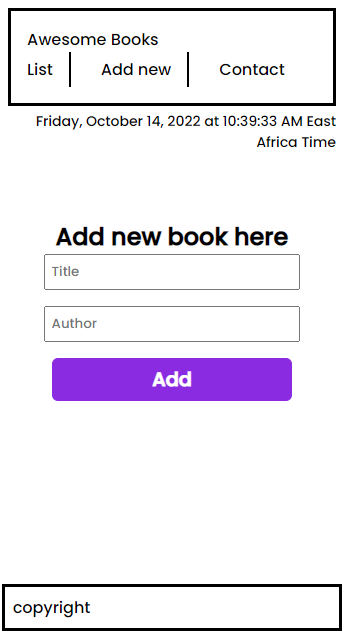 Awesome Books
List Add new Contact
Friday, October 14, 2022 at 10:39:33 AM East
Africa Time
Add new book here
Title
Author
Add
copyright